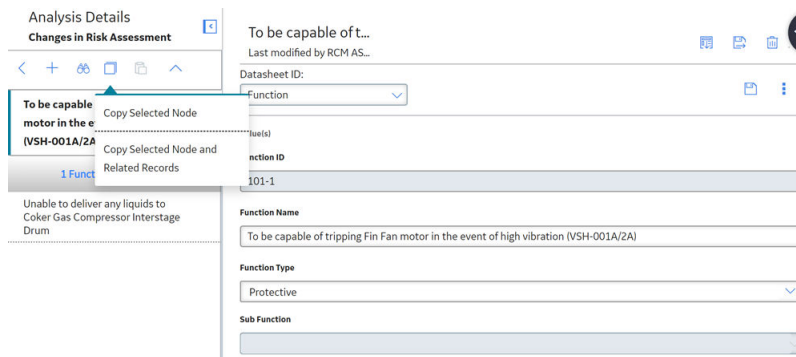 Analysis Details
Changes in Risk Assessment
To be capable
motor in the e
(VSH-001A/2A
1 Funct
Unable to deliver any liquids to
Coker Gas Compressor Interstage
Drum
Copy Selected Node
Copy Selected Node and
Related Records
To be capable of t...
Last modified by RCM AS...
Datasheet ID:
Function
lue(s)
nction ID
101-1
Function Name
To be capable of tripping Fin Fan motor in the event of high vibration (VSH-001A/2A)
Function Type
Protective
Sub Function